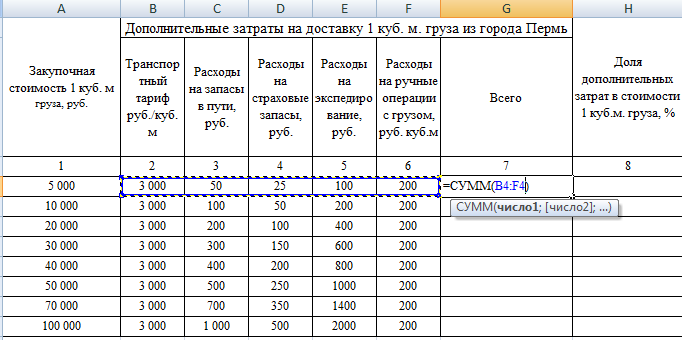 A B C D E F G H
Дополнительные затраты на доставку 1 куб. м. груза из города Пермь
Закупочная
стоимость 1 куб. м
груза, руб.
Транспор
тный
тариф
руб./куб.
м
Расходы
на запасы
в пути,
руб.
Расходы
на
страховые
запасы,
руб.
Расходы
на
экспедиро
вание,
руб.
Расходы
на ручные
операции
с грузом,
руб. куб.м
Всего
Доля
дополнительных
затрат в стоимости
1 куб.м. груза, %
1 2 3 4 5 6 7 8
5 000 3 000 50 25 100 200 =СУММ(B4:F4)
СУММ(число1; [число2]; ...)
10 000 3 000 100 50 200 200
20 000 3 000 200 100 400 200
30 000 3 000 300 150 600 200
40 000 3 000 400 200 800 200
50 000 3 000 500 250 1000 200
70 000 3 000 700 350 1400 200
100 000 3 000 1 000 500 2000 200